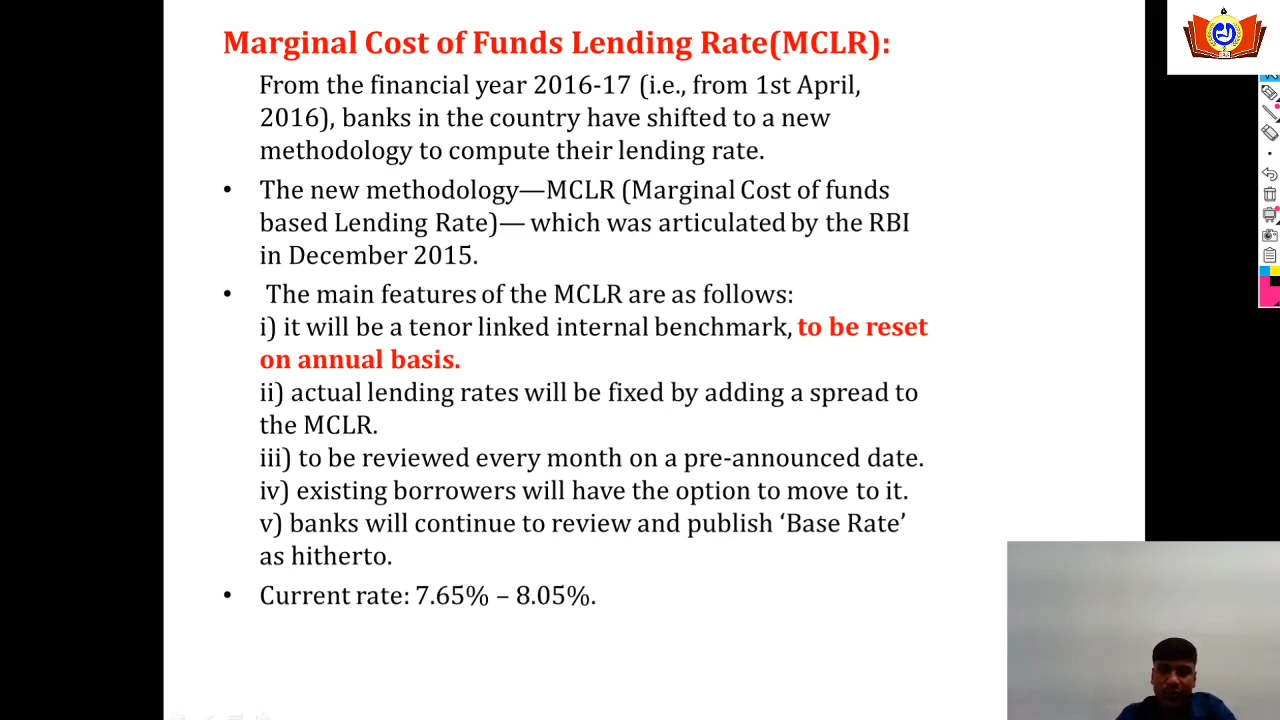 Marginal Cost of Funds Lending Rate(MCLR):
From the financial year 2016-17 (i.e., from 1st April,
2016), banks in the country have shifted to a new
methodology to compute their lending rate.
• The new methodology—MCLR (Marginal Cost of funds
based Lending Rate)— which was articulated by the RBI
in December 2015.
• The main features of the MCLR are as follows:
i) it will be a tenor linked internal benchmark, to be reset
on annual basis.
ii) actual lending rates will be fixed by adding a spread to
the MCLR.
iii) to be reviewed every month on a pre-announced date.
iv) existing borrowers will have the option to move to it.
v) banks will continue to review and publish ‘Base Rate’
as hitherto.
• Current rate: 7.65% – 8.05%.